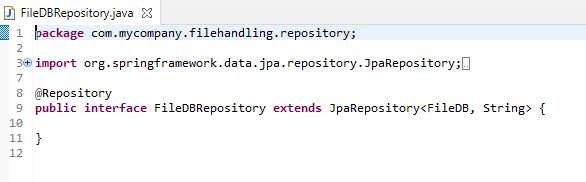 FileDBRepository.java
1 package com.mycompany.filehandling.repository;
2
3 import org.springframework.data.jpa.repository.JpaRepository;
7
8 @Repository
9 public interface FileDBRepository extends JpaRepository<FileDB, String> {
10
11 }
12